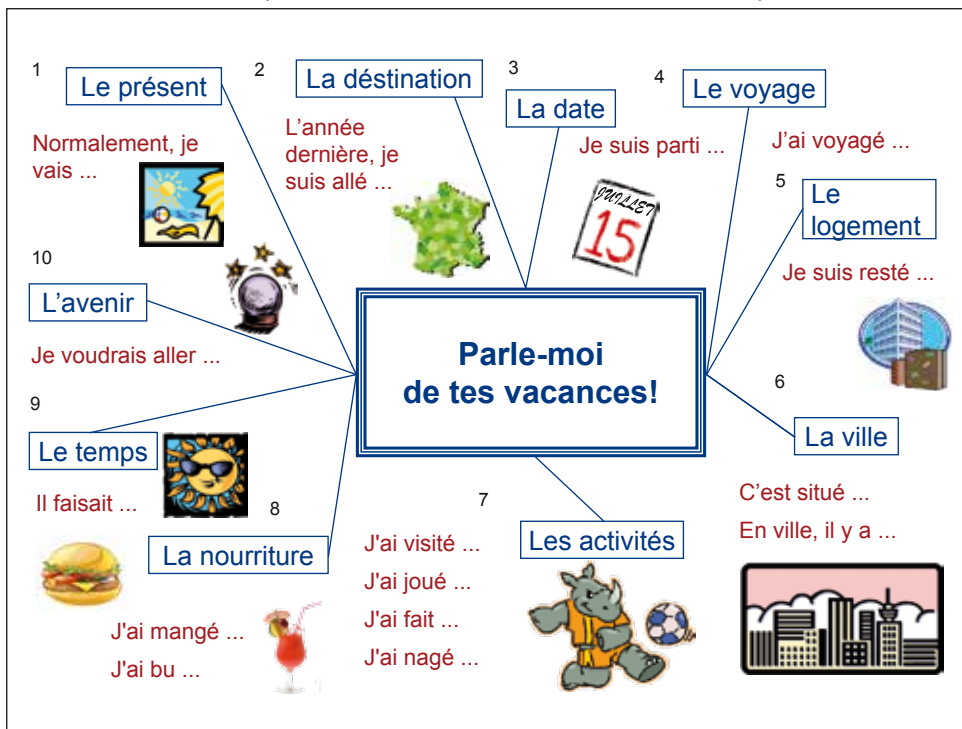 1
Le présent
Normalement, je
vais ...
2
La déstination
L'année
dernière, je
suis allé ...
3
La date
Je suis parti ...
JUILLET
15
4
Le voyage
J'ai voyagé ...
5
Le
logement
Je suis resté ...
6
La ville
C'est situé ...
En ville, il y a ...
7
Les activités
J'ai visité ...
J'ai joué ...
J'ai fait ...
J'ai nagé ...
8
La nourriture
J'ai mangé ...
J'ai bu ...
9
Le temps
Il faisait ...
10
L'avenir
Je voudrais aller ...
Parle-moi
de tes vacances!